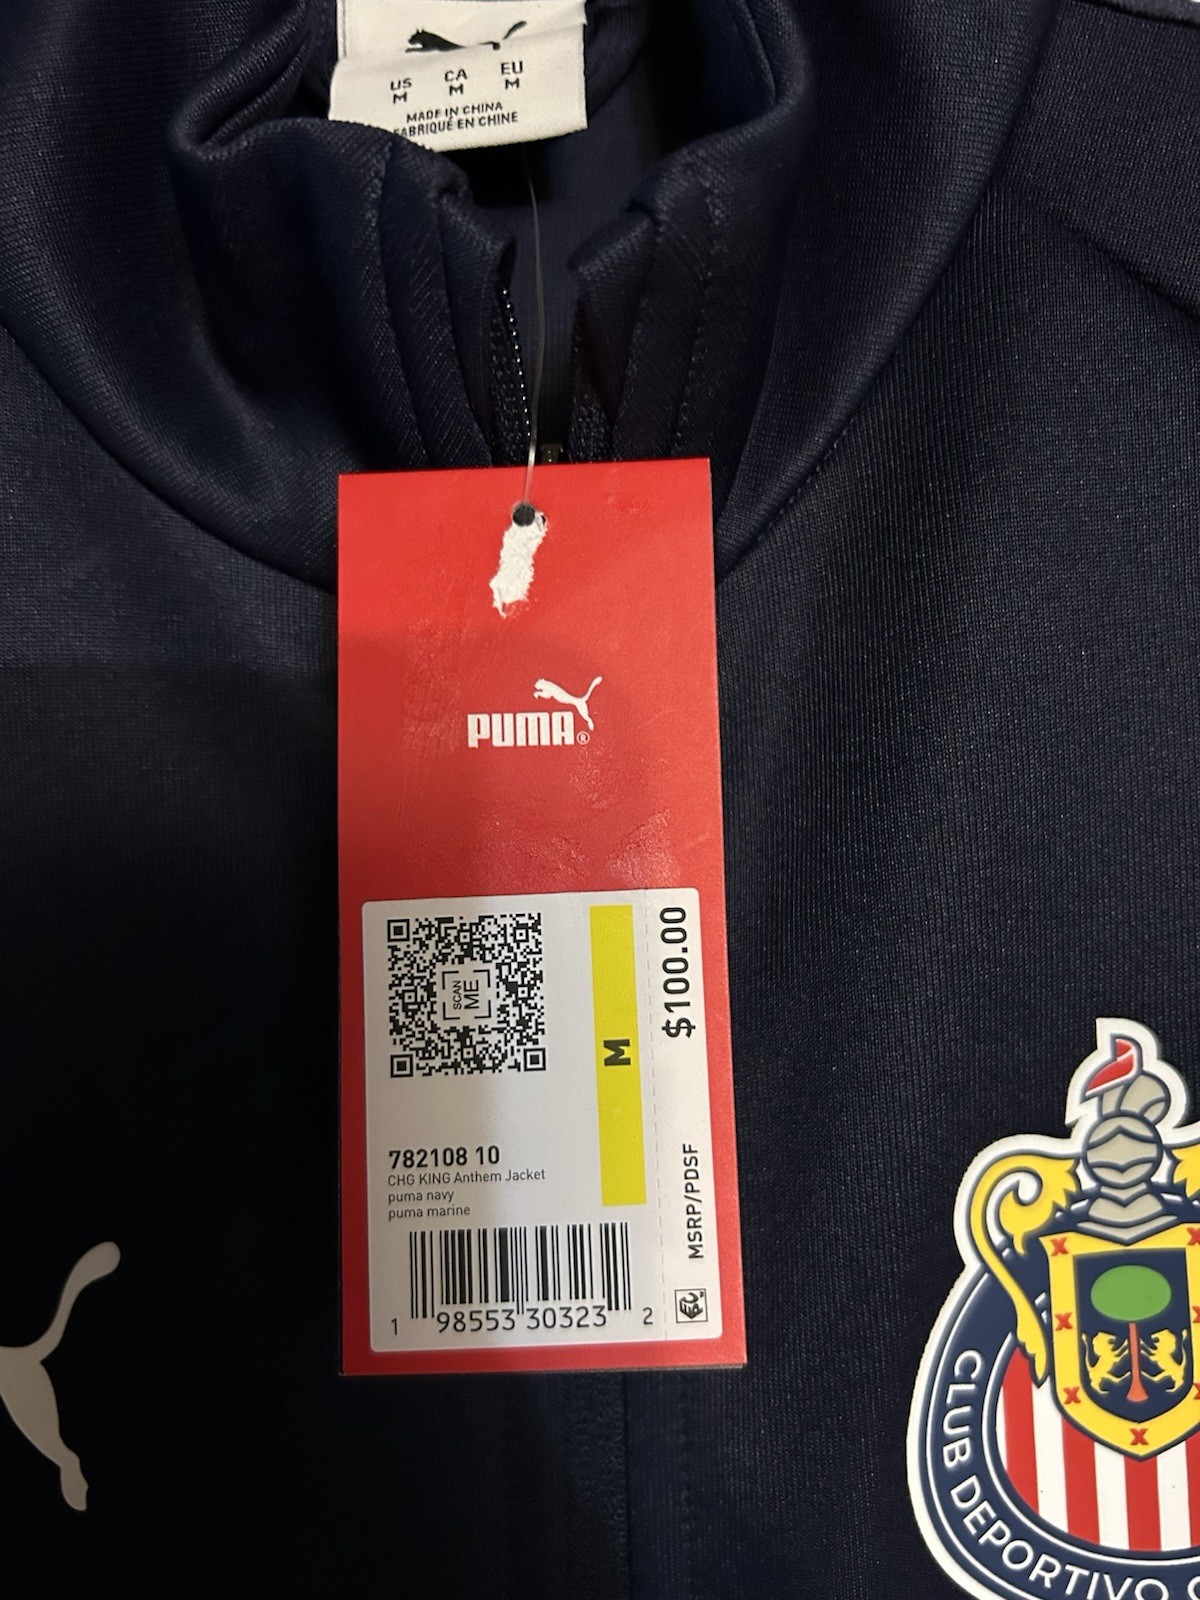 US CA EU
M M M
MADE IN CHINA
FABRIQUÉ EN CHINE
PUMA®
SCAN
ME
M
$100.00
MSRP/PDSF
782108 10
CHG KING Anthem Jacket
puma navy
puma marine
1 98553 30323 2
CLUB DEPORTIVO